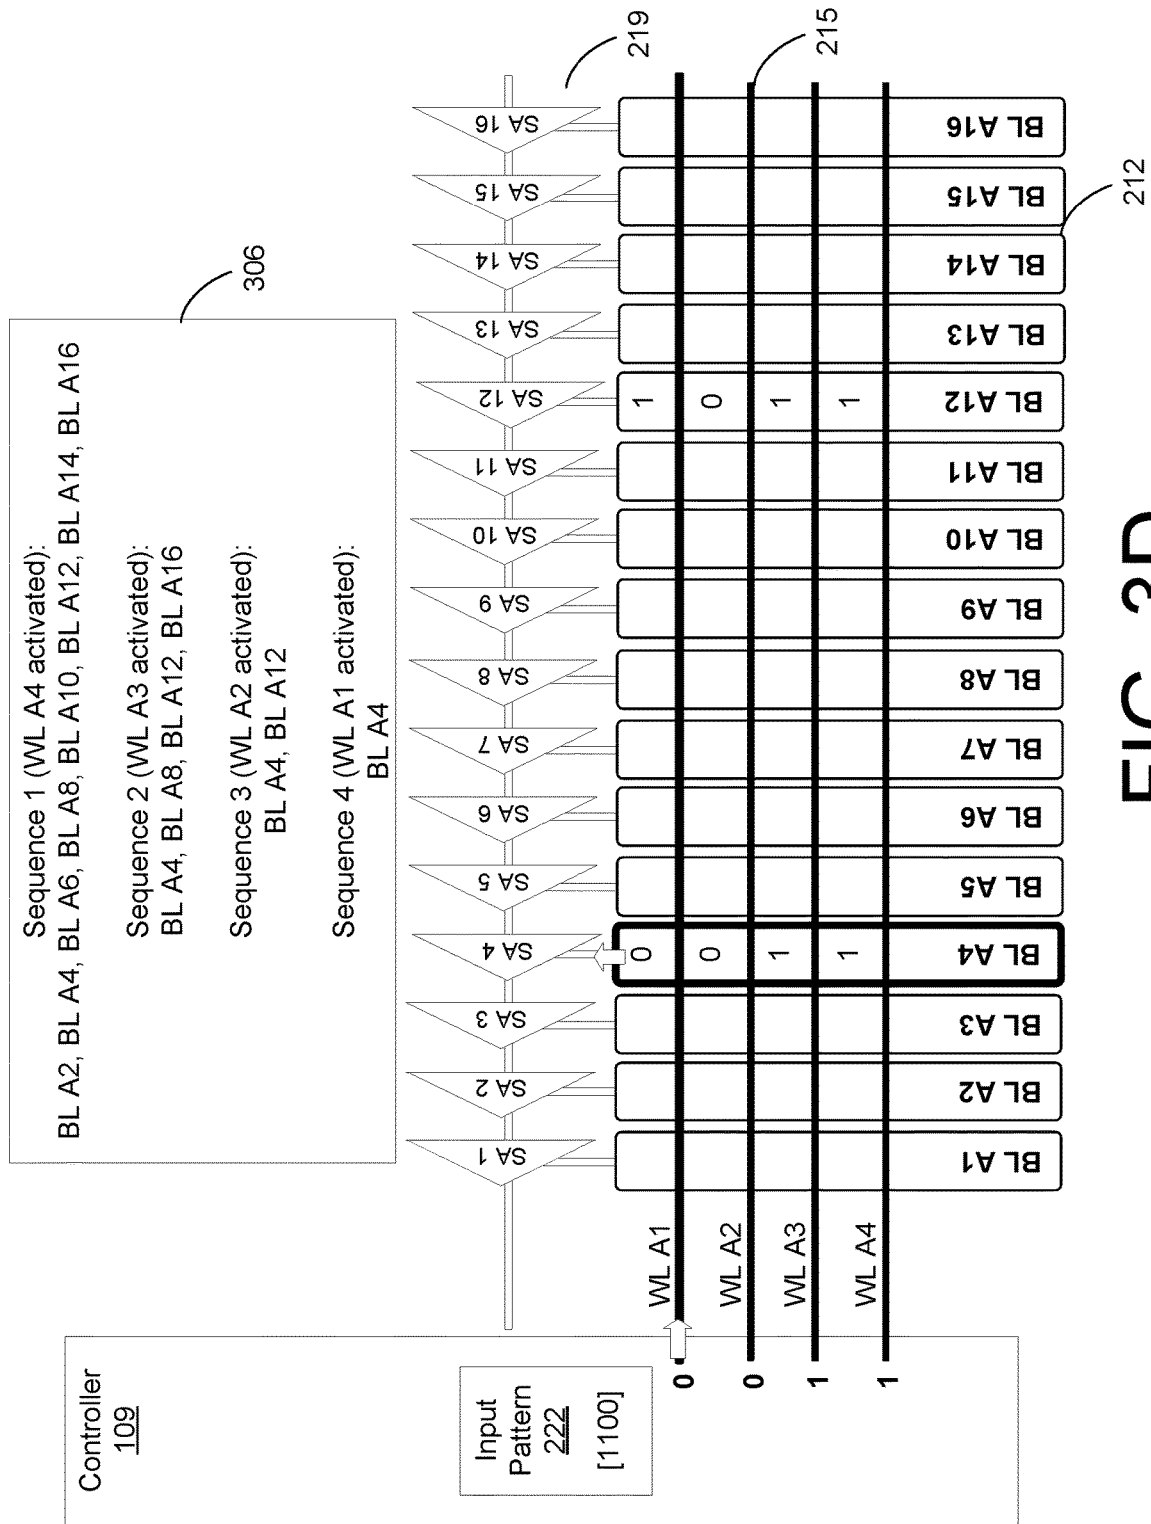 Controller
109
Input
Pattern
222
[1100]
Sequence 1 (WL A4 activated):
BL A2, BL A4, BL A6, BL A8, BL A10, BL A12, BL A14, BL A16
Sequence 2 (WL A3 activated):
BL A4, BL A8, BL A12, BL A16
Sequence 3 (WL A2 activated):
BL A4, BL A12
Sequence 4 (WL A1 activated):
BL A4
306
SA 1
SA 2
SA 3
SA 4
SA 5
SA 6
SA 7
SA 8
SA 9
SA 10
SA 11
SA 12
SA 13
SA 14
SA 15
SA 16
219
0 WL A1 0 1
0 WL A2 0 0
215
1 WL A3 1 1
1 WL A4 1 1
BL A1
BL A2
BL A3
BL A4
BL A5
BL A6
BL A7
BL A8
BL A9
BL A10
BL A11
BL A12
BL A13
BL A14
BL A15
BL A16
212